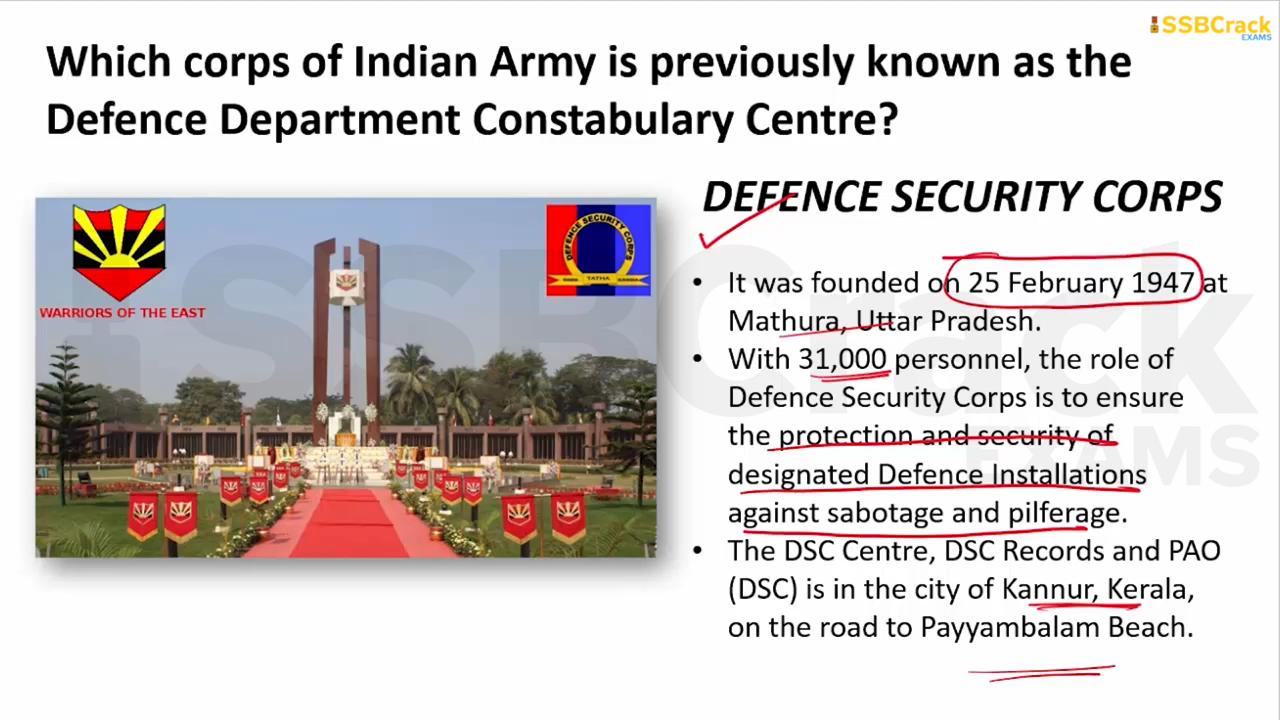 SSBCrack
EXAMS
Which corps of Indian Army is previously known as the
Defence Department Constabulary Centre?
DEFENCE SECURITY CORPS
WARRIORS OF THE EAST
DEFENCE SECURITY CORPS
TATHA
• It was founded on 25 February 1947 at
Mathura, Uttar Pradesh.
• With 31,000 personnel, the role of
Defence Security Corps is to ensure
the protection and security of
designated Defence Installations
against sabotage and pilferage.
• The DSC Centre, DSC Records and PAO
(DSC) is in the city of Kannur, Kerala,
on the road to Payyambalam Beach.
SSBCrack
EXAMS